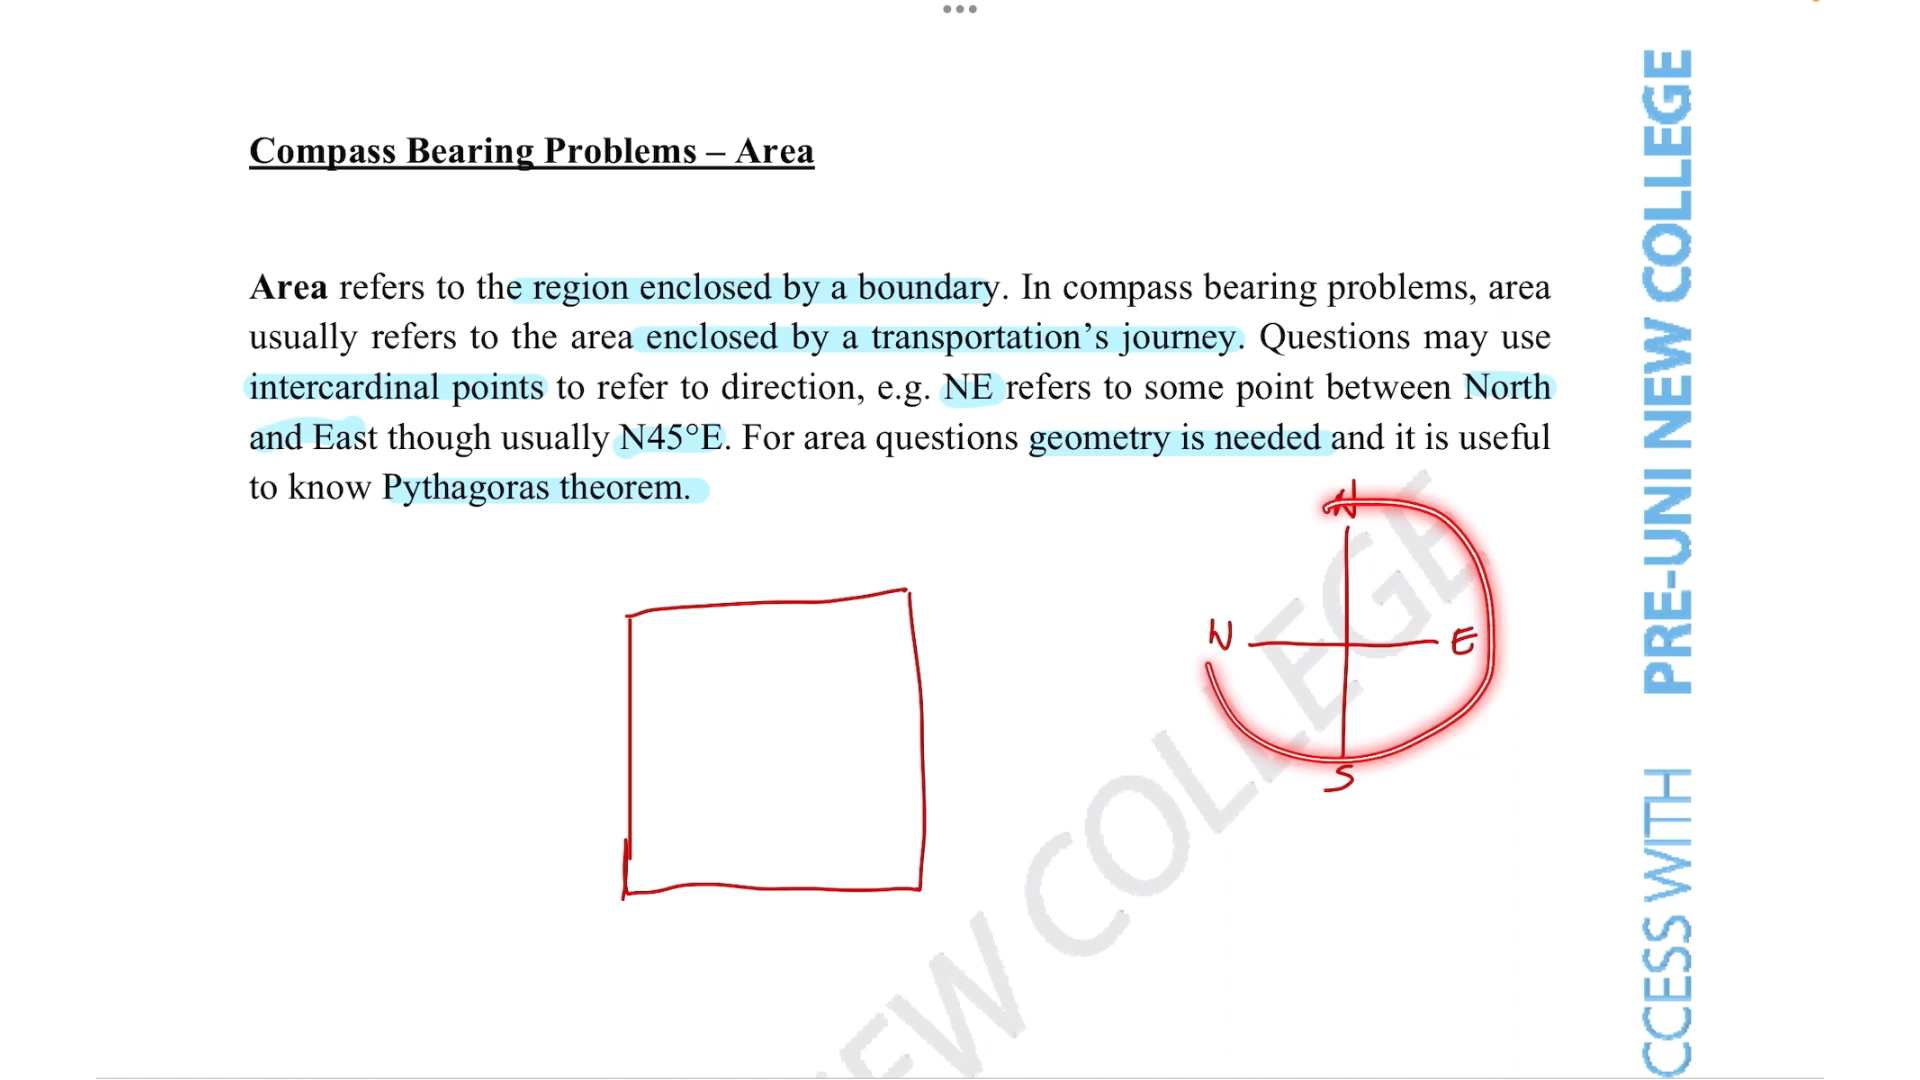 Compass Bearing Problems – Area
Area refers to the region enclosed by a boundary. In compass bearing problems, area
usually refers to the area enclosed by a transportation’s journey. Questions may use
intercardinal points to refer to direction, e.g. NE refers to some point between North
and East though usually N45°E. For area questions geometry is needed and it is useful
to know Pythagoras theorem.
N
W E
S
EW COLLEGE
CCESS WITH PRE-UNI NEW COLLEGE